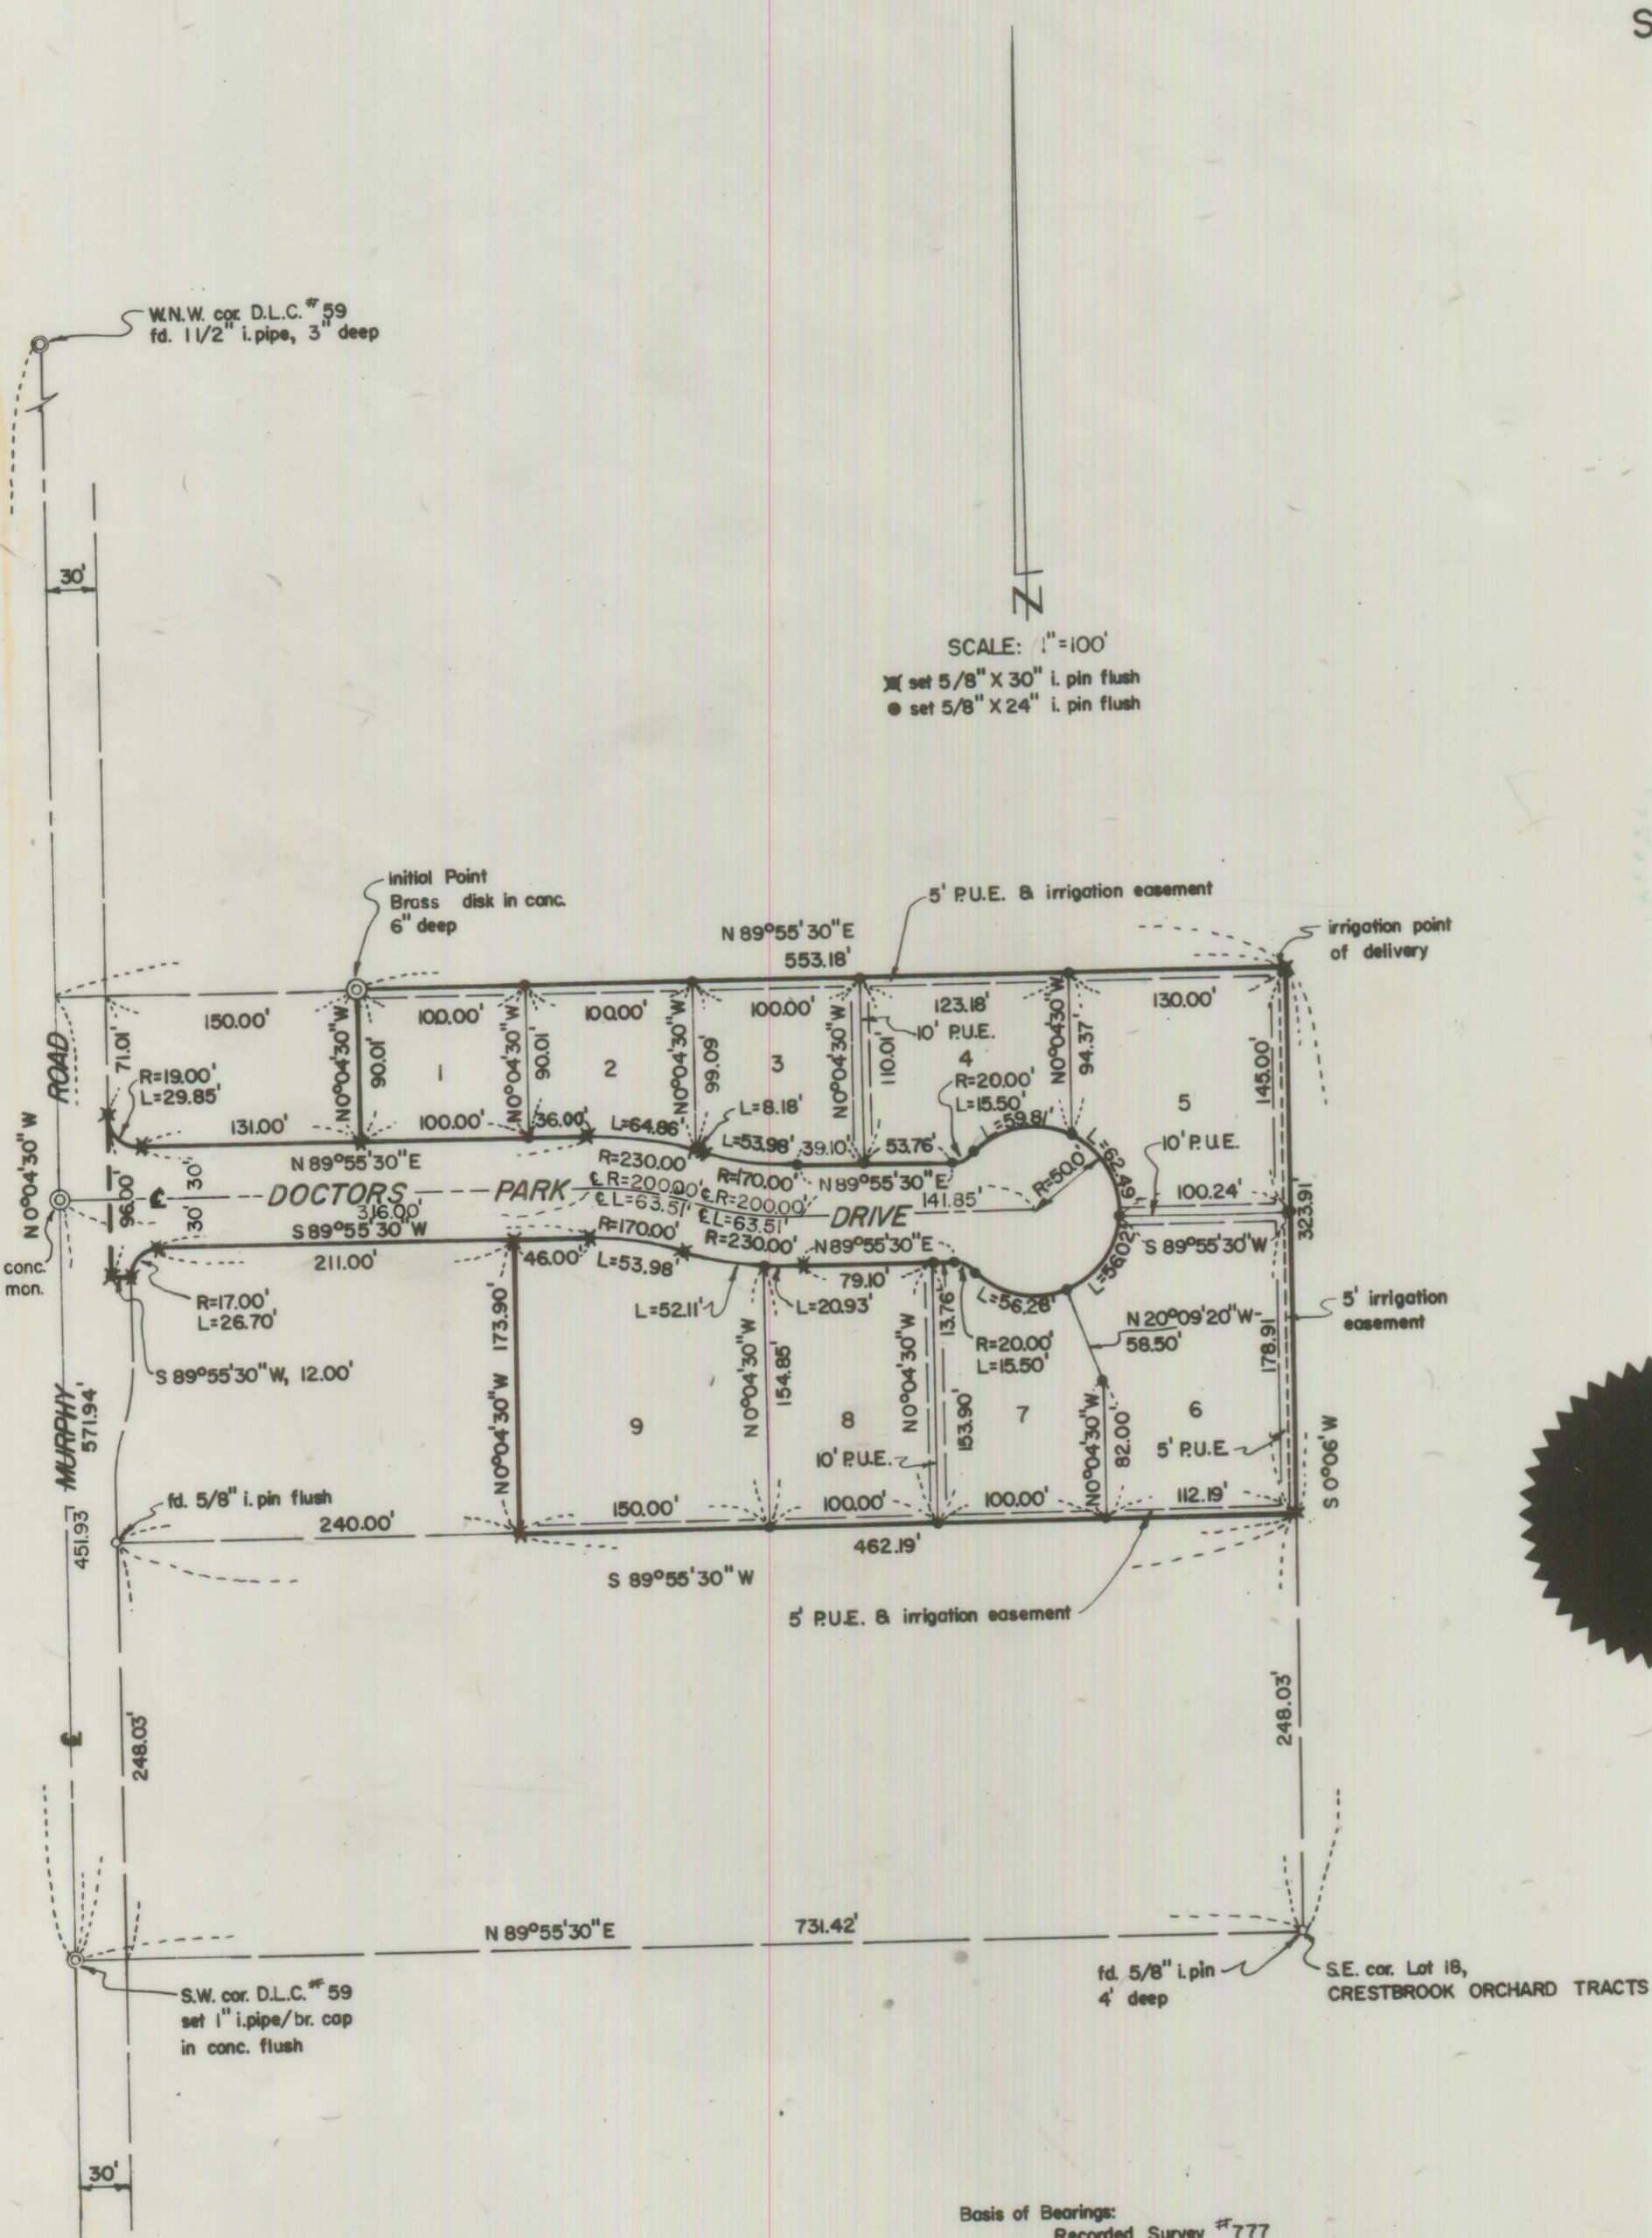 S
W.N.W. cor. D.L.C. #59
fd. 1 1/2" i. pipe, 3" deep
30'
N
SCALE: 1"=100'
set 5/8" X 30" i. pin flush
set 5/8" X 24" i. pin flush
Initial Point
Brass disk in conc.
6" deep
5' P.U.E. & irrigation easement
N 89°55'30"E
553.18'
irrigation point
of delivery
150.00'
100.00'
100.00'
100.00'
123.18'
130.00'
10' P.U.E.
71.01'
N0°04'30"W
90.01'
1
N0°04'30"W
90.01'
2
N0°04'30"W
99.09'
3
N0°04'30"W
110.01'
4
N0°04'30"W
94.37'
5
145.00'
R=19.00'
L=29.85'
R=20.00'
L=15.50'
L=8.18'
131.00'
100.00'
36.00'
L=64.86'
L=53.98'
39.10'
53.76'
L=59.81'
L=62.49'
10' P.U.E.
N 89°55'30"E
R=230.00'
R=170.00'
N 89°55'30"E
R=50.0'
100.24'
ROAD
N 0°04'30"W
96.00'
℄
30'
30'
DOCTORS PARK DRIVE
316.00'
℄ R=200.00'
℄ L=63.51'
℄ R=200.00'
℄ L=63.51'
141.85'
323.91'
S 89°55'30"W
S 89°55'30"W
211.00'
46.00'
R=170.00'
L=53.98'
R=230.00'
N89°55'30"E
79.10'
L=56.02'
conc.
mon.
R=17.00'
L=26.70'
L=52.11'
L=20.93'
13.76'
L=56.28'
R=20.00'
L=15.50'
N 20°09'20"W
58.50'
5' irrigation
easement
S 89°55'30"W, 12.00'
173.90'
N0°04'30"W
9
N0°04'30"W
154.85'
8
N0°04'30"W
153.90'
7
N0°04'30"W
82.00'
6
178.91'
10' P.U.E.
5' P.U.E.
S 0°06' W
MURPHY
571.94'
451.93'
fd. 5/8" i. pin flush
240.00'
150.00'
100.00'
100.00'
112.19'
462.19'
S 89°55'30"W
5' P.U.E. & irrigation easement
℄
248.03'
248.03'
N 89°55'30"E
731.42'
S.W. cor. D.L.C. #59
set 1" i.pipe/br. cap
in conc. flush
fd. 5/8" i.pin
4' deep
S.E. cor. Lot 18,
CRESTBROOK ORCHARD TRACTS
30'
Basis of Bearings:
Recorded Survey #777